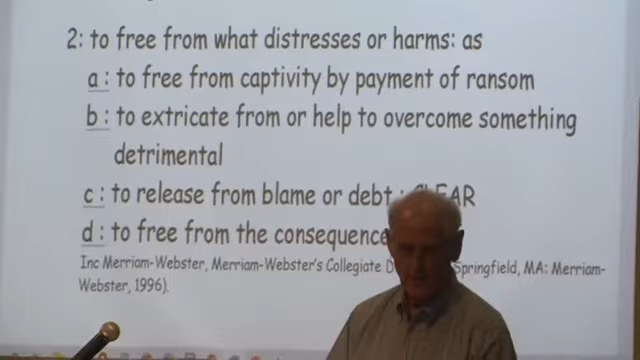 2: to free from what distresses or harms: as
a : to free from captivity by payment of ransom
b : to extricate from or help to overcome something
detrimental
c : to release from blame or debt : CLEAR
d : to free from the consequence
Inc Merriam-Webster, Merriam-Webster's Collegiate D Springfield, MA: Merriam-
Webster, 1996).